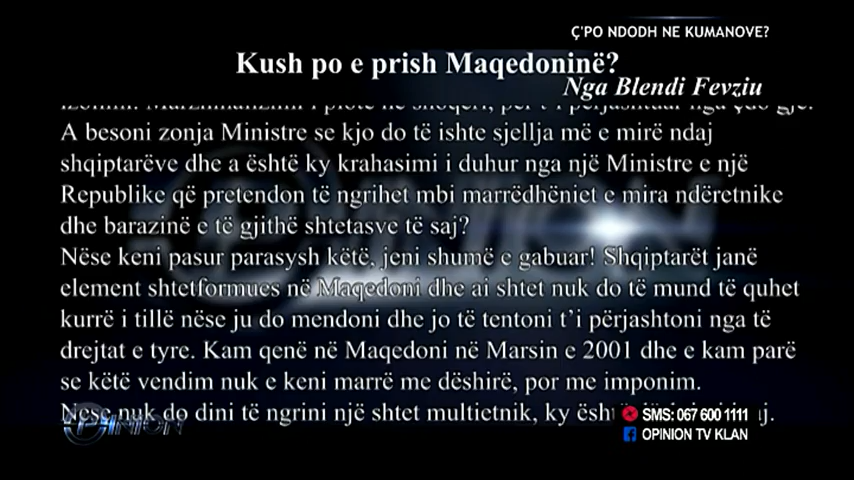 Ç'PO NDODH NE KUMANOVE?
Kush po e prish Maqedoninë?
Nga Blendi Fevziu
A besoni zonja Ministre se kjo do të ishte sjellja më e mirë ndaj
shqiptarëve dhe a është ky krahasimi i duhur nga një Ministre e një
Republike që pretendon të ngrihet mbi marrëdhëniet e mira ndëretnike
dhe barazinë e të gjithë shtetasve të saj?
Nëse keni pasur parasysh këtë, jeni shumë e gabuar! Shqiptarët janë
element shtetformues në Maqedoni dhe ai shtet nuk do të mund të quhet
kurrë i tillë nëse ju do mendoni dhe jo të tentoni t'i përjashtoni nga të
drejtat e tyre. Kam qenë në Maqedoni në Marsin e 2001 dhe e kam parë
se këtë vendim nuk e keni marrë me dëshirë, por me imponim.
Nese nuk do dini të ngrini një shtet multietnik, ky
OPINION
SMS: 067 600 1111
OPINION TV KLAN